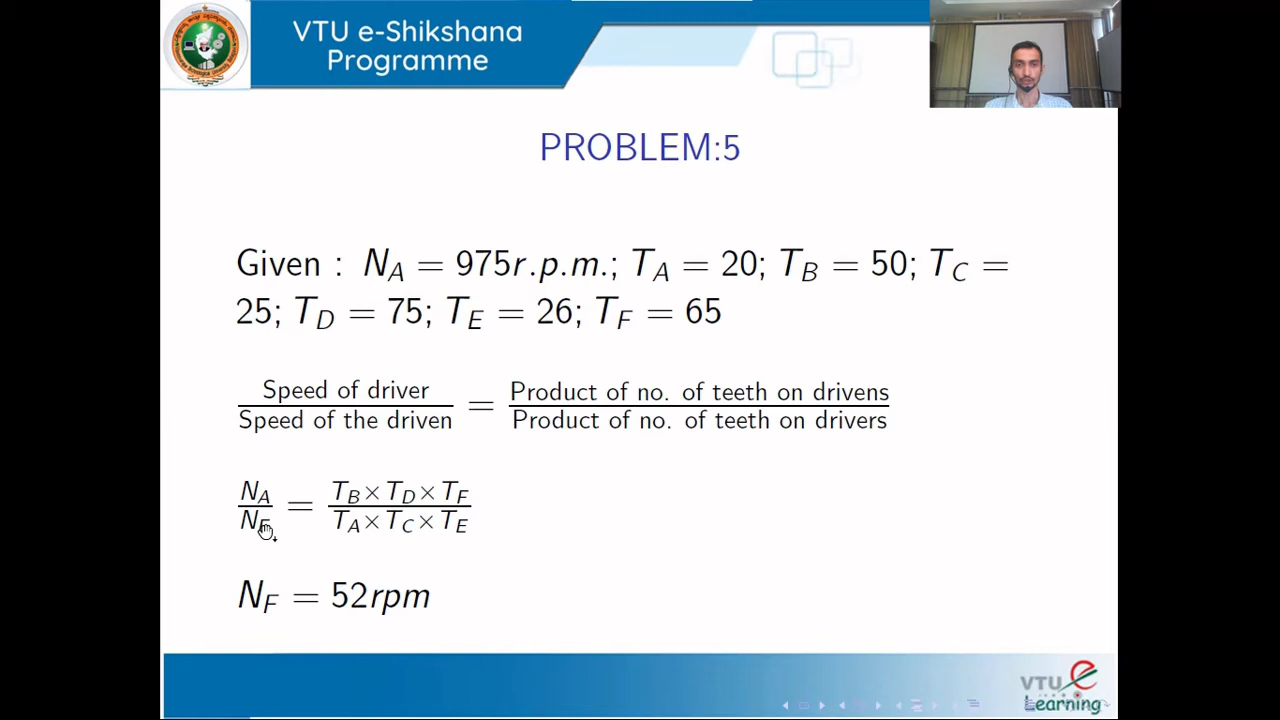 VTU e-Shikshana
Programme
PROBLEM:5
Given : N_A = 975r.p.m.; T_A = 20; T_B = 50; T_C =
25; T_D = 75; T_E = 26; T_F = 65
Speed of driver / Speed of the driven = Product of no. of teeth on drivens / Product of no. of teeth on drivers
N_A / N_F = T_B × T_D × T_F / T_A × T_C × T_E
N_F = 52rpm
VTU e
Learning